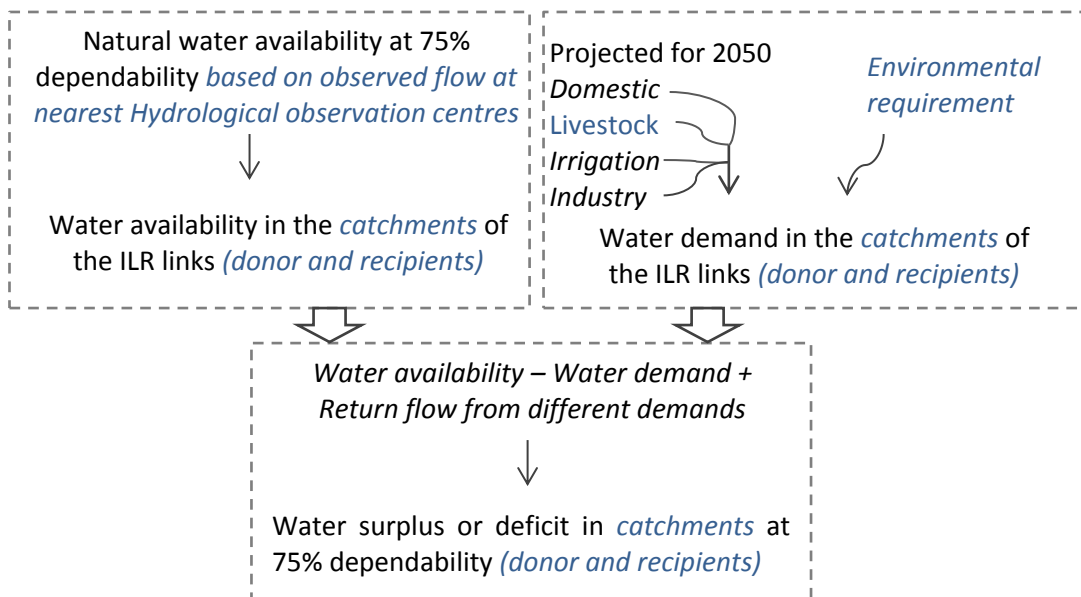 Natural water availability at 75%
dependability based on observed flow at
nearest Hydrological observation centres
Water availability in the catchments of
the ILR links (donor and recipients)
Projected for 2050
Domestic
Livestock
Irrigation
Industry
Environmental
requirement
Water demand in the catchments of
the ILR links (donor and recipients)
Water availability – Water demand +
Return flow from different demands
Water surplus or deficit in catchments at
75% dependability (donor and recipients)